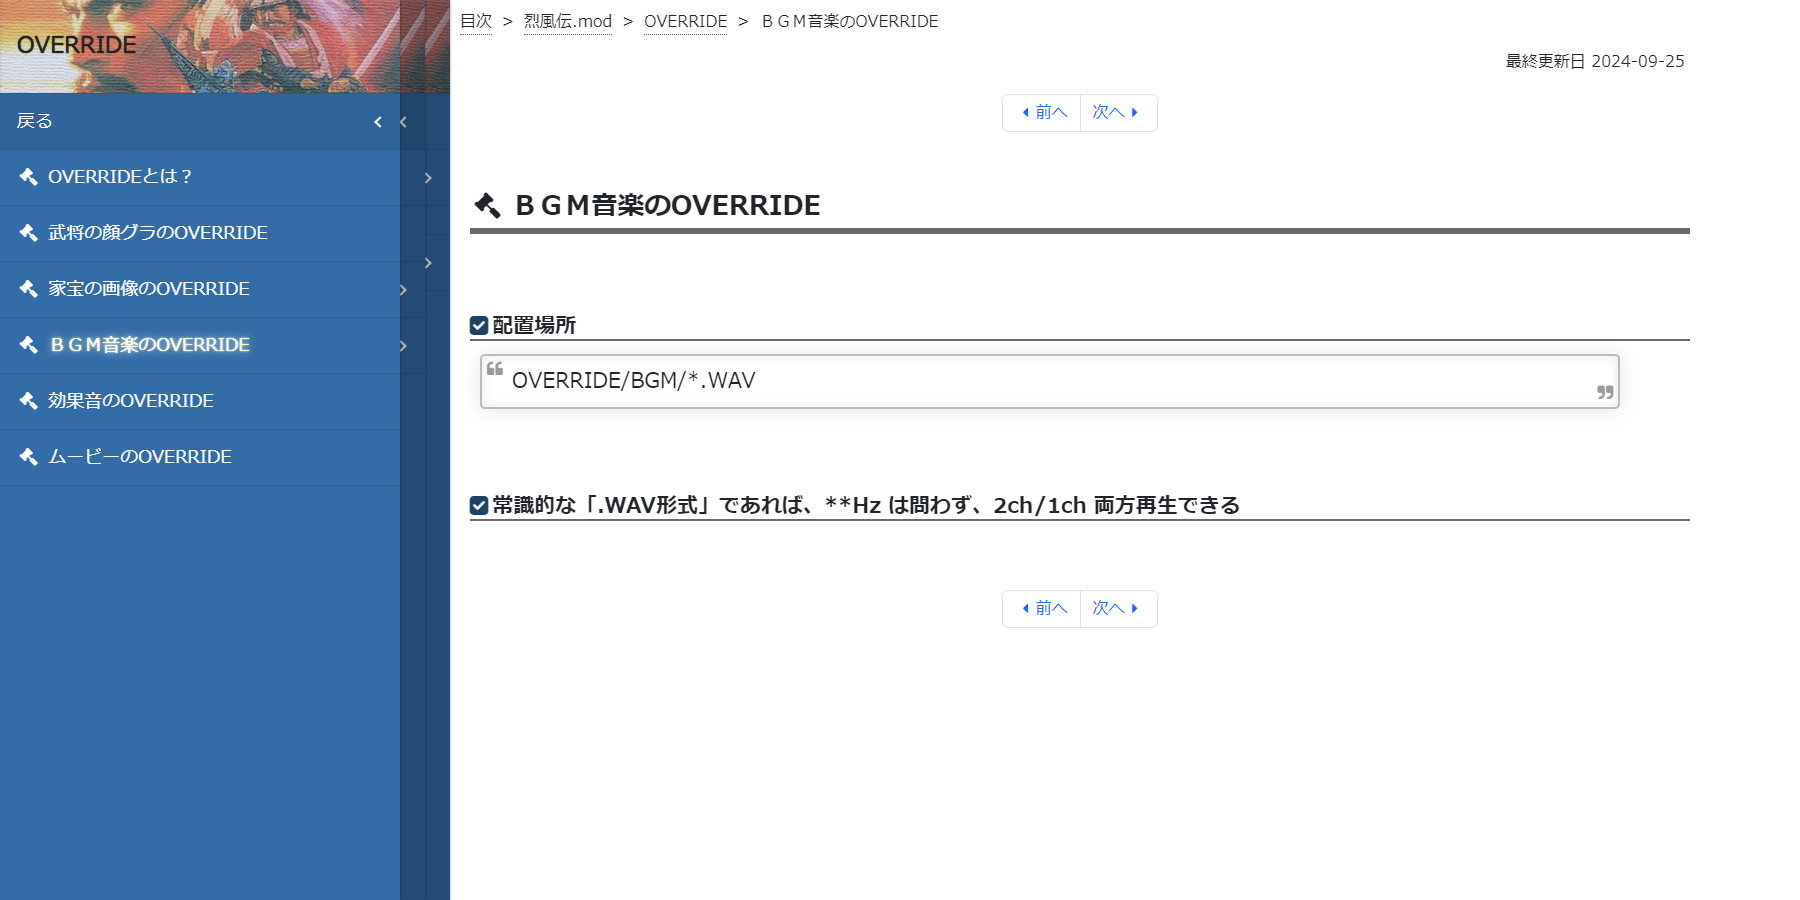 OVERRIDE
戻る
OVERRIDEとは？
武将の顔グラのOVERRIDE
家宝の画像のOVERRIDE
ＢＧＭ音楽のOVERRIDE
効果音のOVERRIDE
ムービーのOVERRIDE
目次 > 烈風伝.mod > OVERRIDE > ＢＧＭ音楽のOVERRIDE
最終更新日 2024-09-25
前へ 次へ
ＢＧＭ音楽のOVERRIDE
配置場所
OVERRIDE/BGM/*.WAV
常識的な「.WAV形式」であれば、**Hz は問わず、2ch/1ch 両方再生できる
前へ 次へ